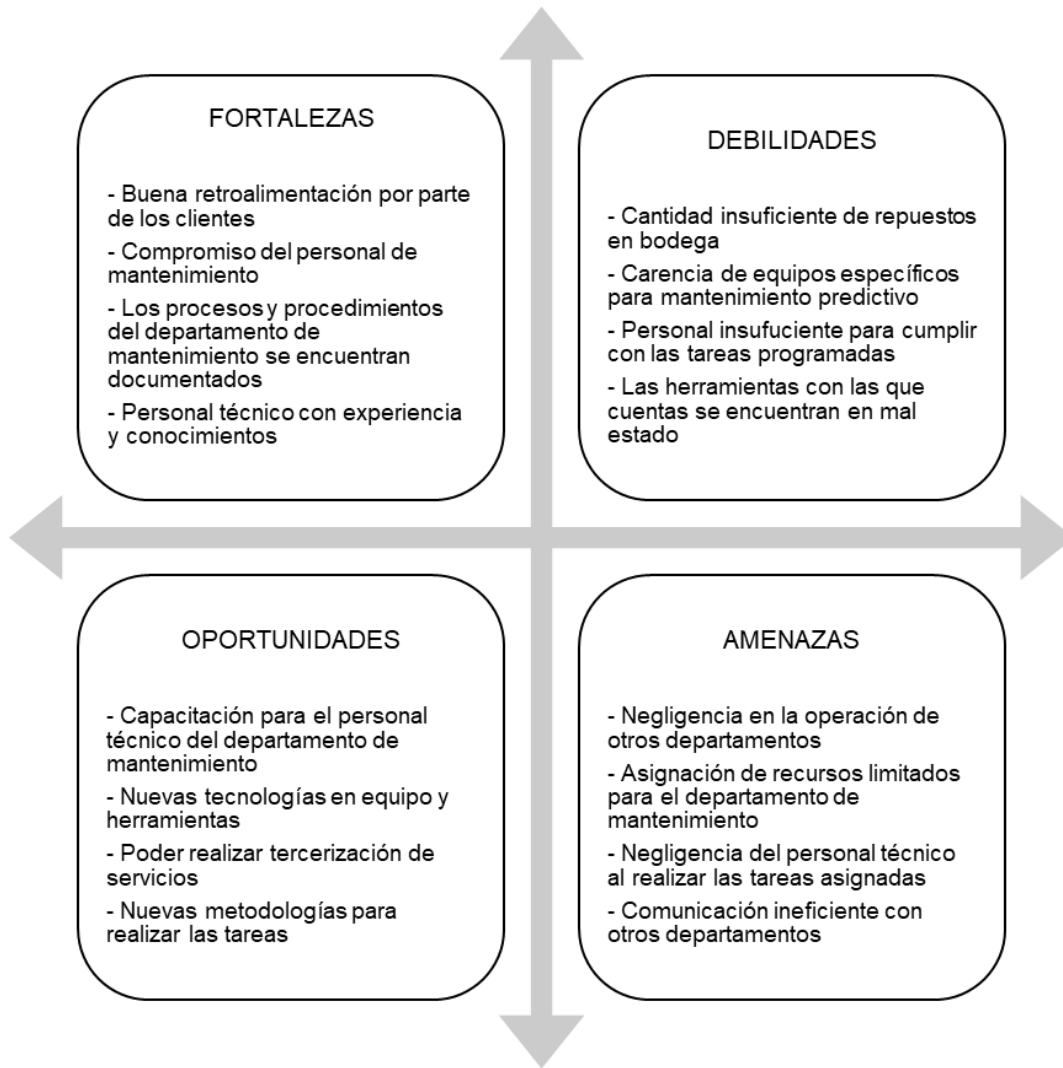 FORTALEZAS
- Buena retroalimentación por parte
de los clientes
- Compromiso del personal de
mantenimiento
- Los procesos y procedimientos
del departamento de
mantenimiento se encuentran
documentados
- Personal técnico con experiencia
y conocimientos
DEBILIDADES
- Cantidad insuficiente de repuestos
en bodega
- Carencia de equipos específicos
para mantenimiento predictivo
- Personal insufuciente para cumplir
con las tareas programadas
- Las herramientas con las que
cuentas se encuentran en mal
estado
OPORTUNIDADES
- Capacitación para el personal
técnico del departamento de
mantenimiento
- Nuevas tecnologías en equipo y
herramientas
- Poder realizar tercerización de
servicios
- Nuevas metodologías para
realizar las tareas
AMENAZAS
- Negligencia en la operación de
otros departamentos
- Asignación de recursos limitados
para el departamento de
mantenimiento
- Negligencia del personal técnico
al realizar las tareas asignadas
- Comunicación ineficiente con
otros departamentos